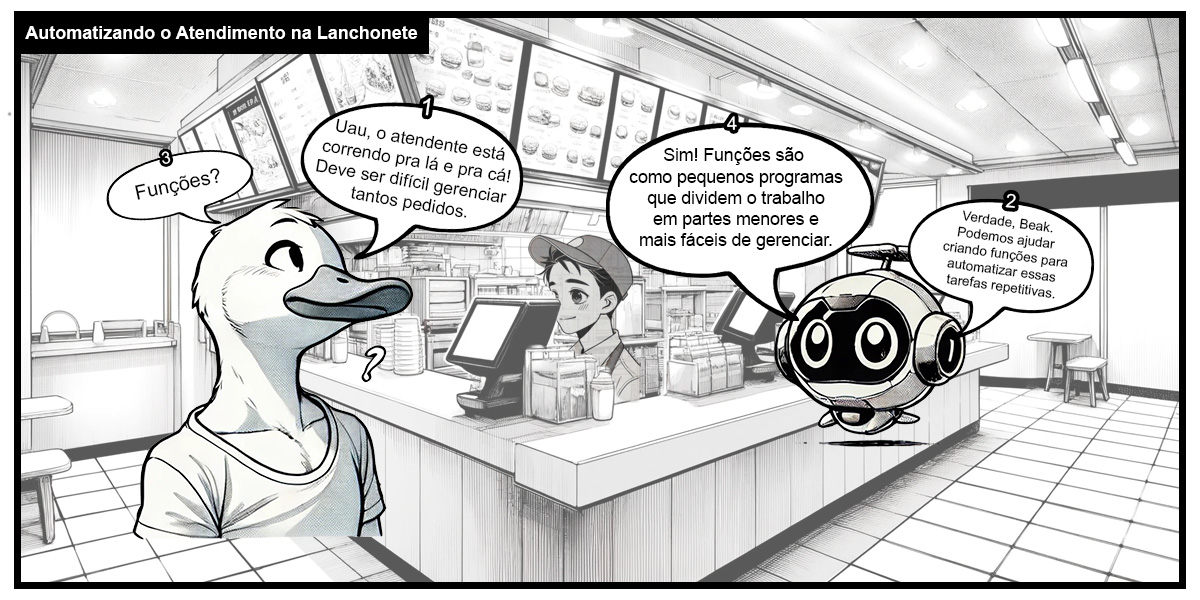 Automatizando o Atendimento na Lanchonete
1
Uau, o atendente está
correndo pra lá e pra cá!
Deve ser difícil gerenciar
tantos pedidos.
2
Verdade, Beak.
Podemos ajudar
criando funções para
automatizar essas
tarefas repetitivas.
3
Funções?
4
Sim! Funções são
como pequenos programas
que dividem o trabalho
em partes menores e
mais fáceis de gerenciar.
?